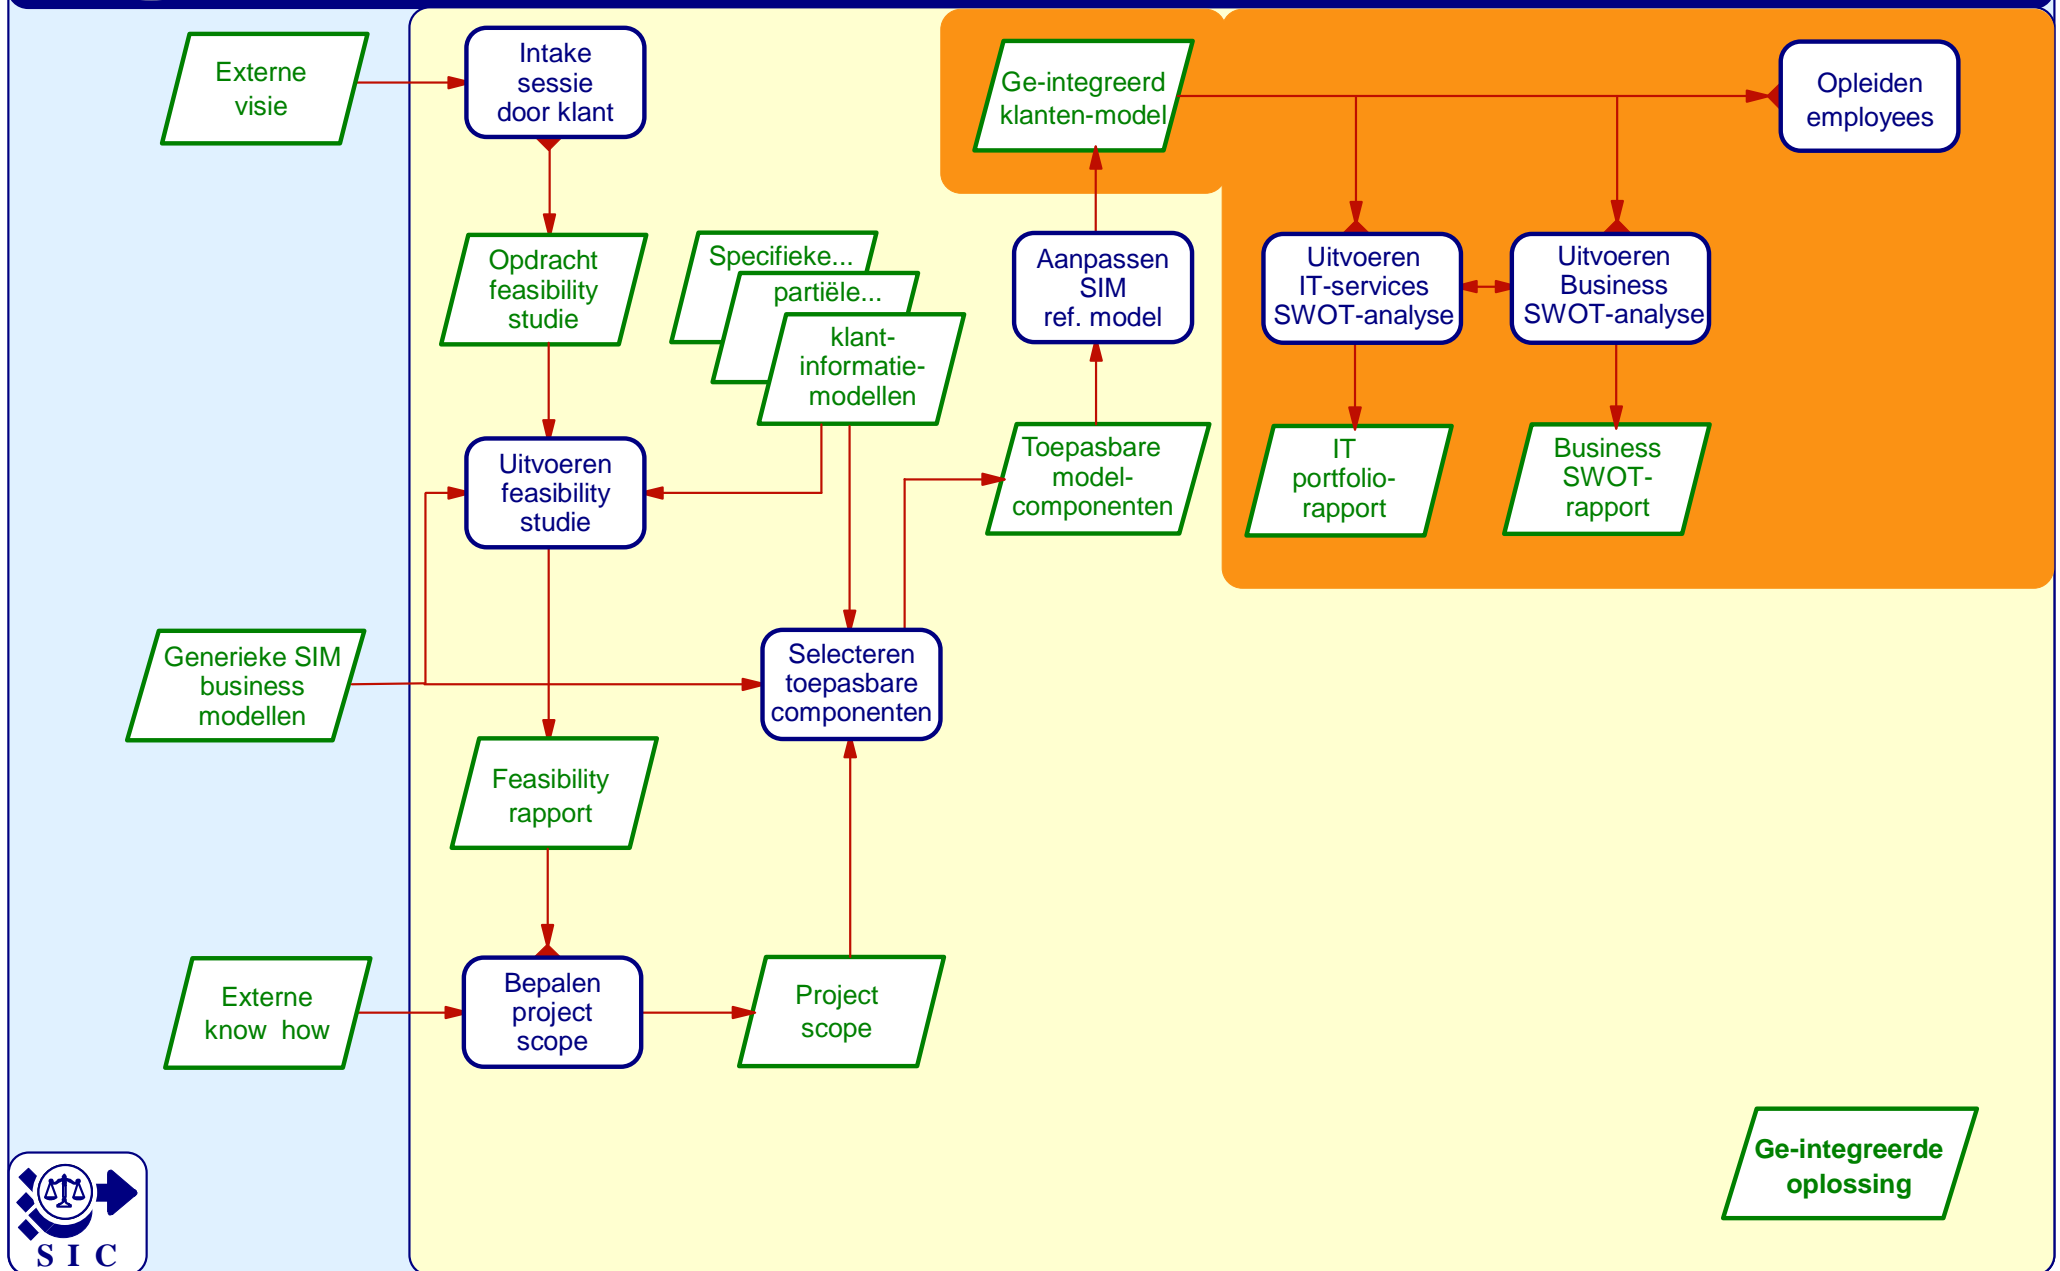 Externe
visie
Intake
sessie
door klant
Ge-integreerd
klanten-model
Opleiden
employees
Opdracht
feasibility
studie
Specifieke...
partiële...
klant-
informatie-
modellen
Aanpassen
SIM
ref. model
Uitvoeren
IT-services
SWOT-analyse
Uitvoeren
Business
SWOT-analyse
Uitvoeren
feasibility
studie
Toepasbare
model-
componenten
IT
portfolio-
rapport
Business
SWOT-
rapport
Generieke SIM
business
modellen
Selecteren
toepasbare
componenten
Feasibility
rapport
Externe
know how
Bepalen
project
scope
Project
scope
Ge-integreerde
oplossing
S I C